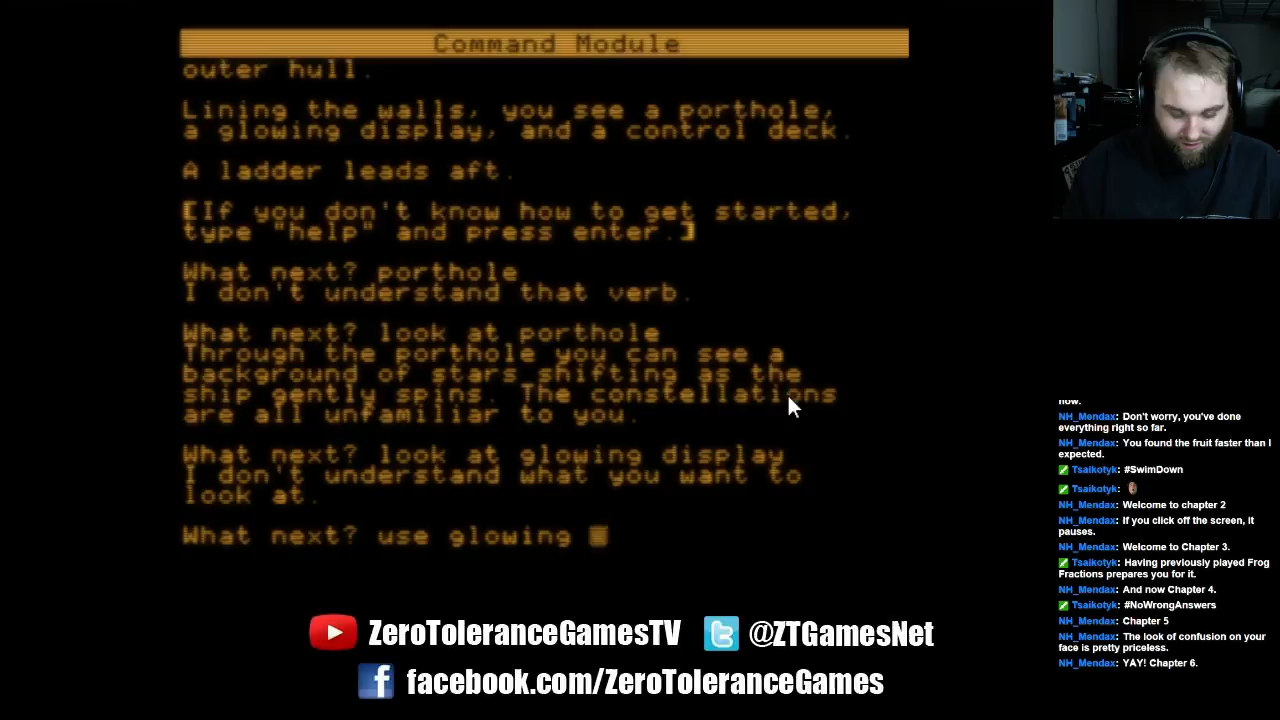 Command Module
outer hull.
Lining the walls, you see a porthole,
a glowing display, and a control deck.
A ladder leads aft.
[If you don't know how to get started,
type "help" and press enter.]
What next? porthole
I don't understand that verb.
What next? look at porthole
Through the porthole you can see a
background of stars shifting as the
ship gently spins. The constellations
are all unfamiliar to you.
What next? look at glowing display
I don't understand what you want to
look at.
What next? use glowing
now.
NH_Mendax: Don't worry, you've done
everything right so far.
NH_Mendax: You found the fruit faster than I
expected.
Tsaikotyk: #SwimDown
Tsaikotyk:
NH_Mendax: Welcome to chapter 2
NH_Mendax: If you click off the screen, it
pauses.
NH_Mendax: Welcome to Chapter 3.
Tsaikotyk: Having previously played Frog
Fractions prepares you for it.
NH_Mendax: And now Chapter 4.
Tsaikotyk: #NoWrongAnswers
NH_Mendax: Chapter 5
NH_Mendax: The look of confusion on your
face is pretty priceless.
NH_Mendax: YAY! Chapter 6.
ZeroToleranceGamesTV
@ZTGamesNet
facebook.com/ZeroToleranceGames